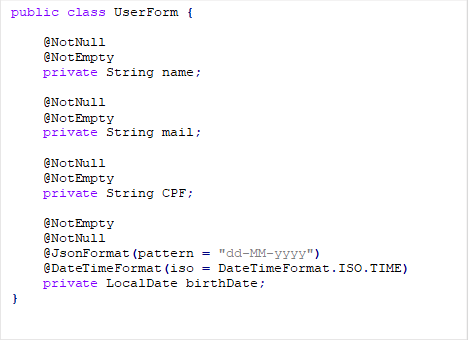 public class UserForm {
@NotNull
@NotEmpty
private String name;
@NotNull
@NotEmpty
private String mail;
@NotNull
@NotEmpty
private String CPF;
@NotEmpty
@NotNull
@JsonFormat(pattern = "dd-MM-yyyy")
@DateTimeFormat(iso = DateTimeFormat.ISO.TIME)
private LocalDate birthDate;
}